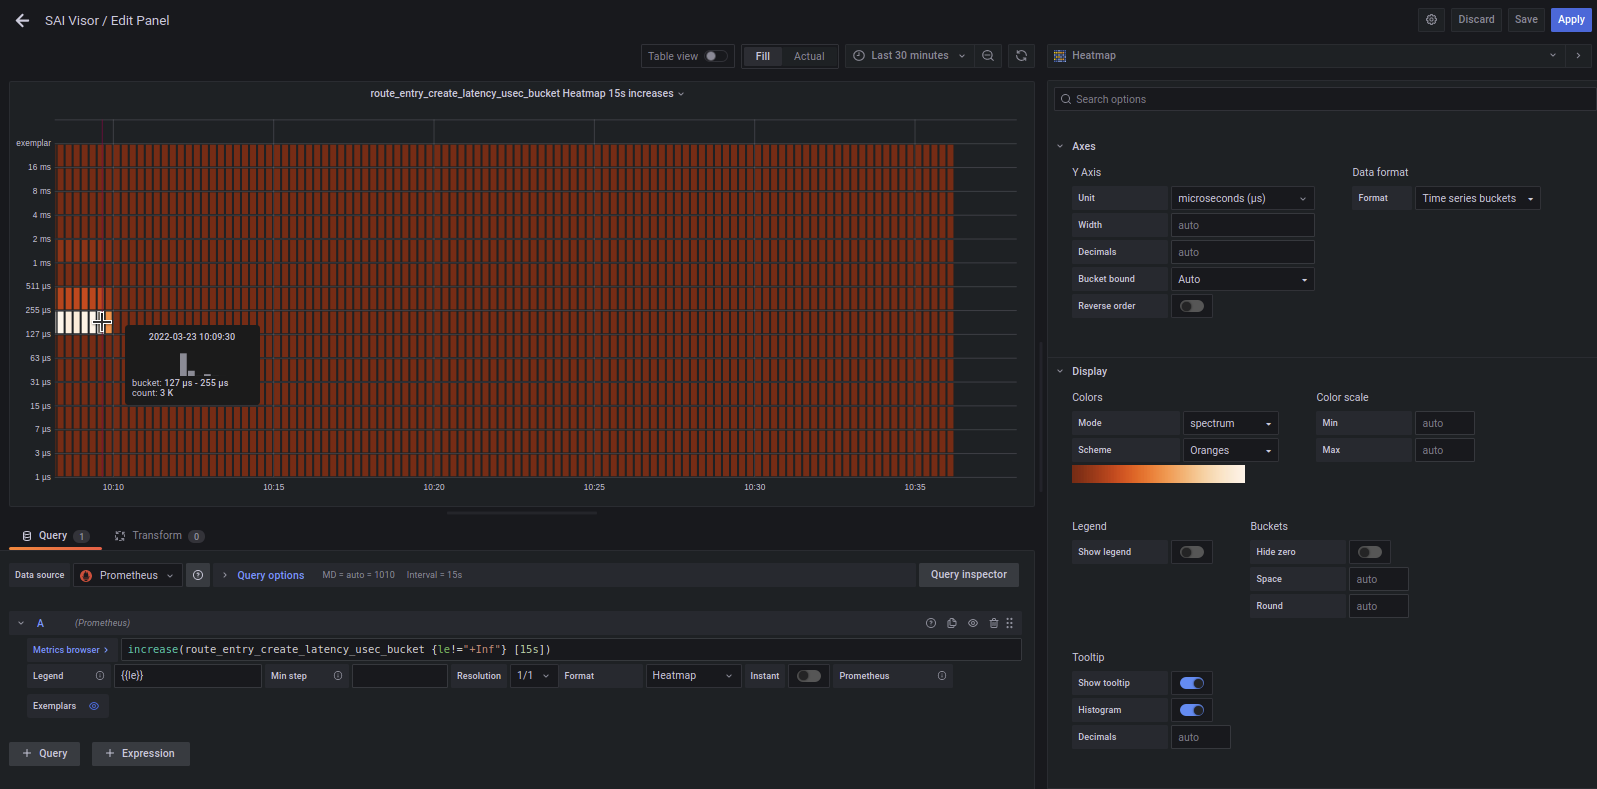 SAI Visor / Edit Panel
Discard
Save
Apply
Table view
Fill
Actual
Last 30 minutes
Heatmap
route_entry_create_latency_usec_bucket Heatmap 15s increases
exemplar
16 ms
8 ms
4 ms
2 ms
1 ms
511 µs
255 µs
127 µs
63 µs
31 µs
15 µs
7 µs
3 µs
1 µs
10:10
10:15
10:20
10:25
10:30
10:35
2022-03-23 10:09:30
bucket: 127 µs - 255 µs
count: 3 K
Query 1
Transform 0
Data source
Prometheus
Query options
MD = auto = 1010
Interval = 15s
Query inspector
A
(Prometheus)
Metrics browser >
increase(route_entry_create_latency_usec_bucket {le!="+Inf"} [15s])
Legend
{{le}}
Min step
Resolution
1/1
Format
Heatmap
Instant
Prometheus
Exemplars
+ Query
+ Expression
Search options
Axes
Y Axis
Data format
Unit
microseconds (µs)
Format
Time series buckets
Width
auto
Decimals
auto
Bucket bound
Auto
Reverse order
Display
Colors
Color scale
Mode
spectrum
Min
auto
Scheme
Oranges
Max
auto
Legend
Buckets
Show legend
Hide zero
Space
auto
Round
auto
Tooltip
Show tooltip
Histogram
Decimals
auto